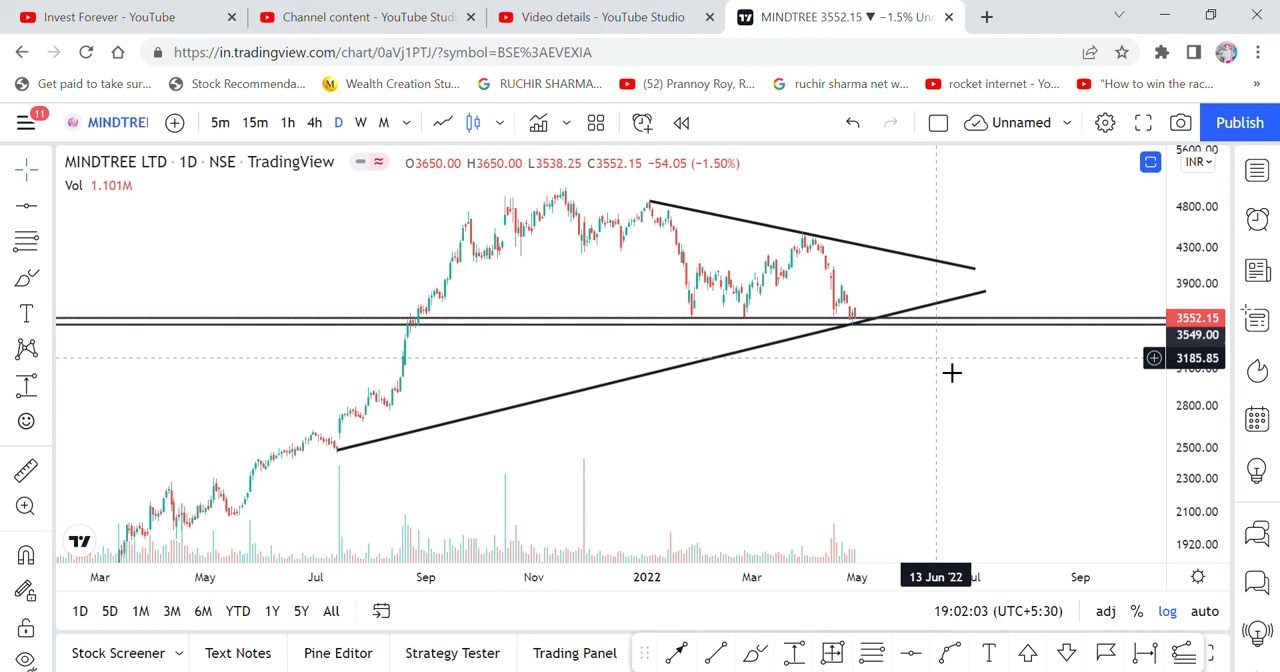 Invest Forever - YouTube
Channel content - YouTube Studi
Video details - YouTube Studio
MINDTREE 3552.15 ▼ −1.5% Unn
https://in.tradingview.com/chart/0aVj1PTJ/?symbol=BSE%3AEVEXIA
Get paid to take sur...
Stock Recommenda...
Wealth Creation Stu...
RUCHIR SHARMA...
(52) Prannoy Roy, R...
ruchir sharma net w...
rocket internet - Yo...
"How to win the rac...
»
11
MINDTREI
5m 15m 1h 4h D W M
Unnamed
Publish
MINDTREE LTD · 1D · NSE · TradingView
O3650.00 H3650.00 L3538.25 C3552.15 −54.05 (−1.50%)
INR
Vol 1.101M
5600.00
4800.00
4300.00
3900.00
3552.15
3549.00
3185.85
2800.00
2500.00
2300.00
2100.00
1920.00
Mar May Jul Sep Nov 2022 Mar May 13 Jun '22 ul Sep
1D 5D 1M 3M 6M YTD 1Y 5Y All
19:02:03 (UTC+5:30)
adj % log auto
Stock Screener
Text Notes
Pine Editor
Strategy Tester
Trading Panel